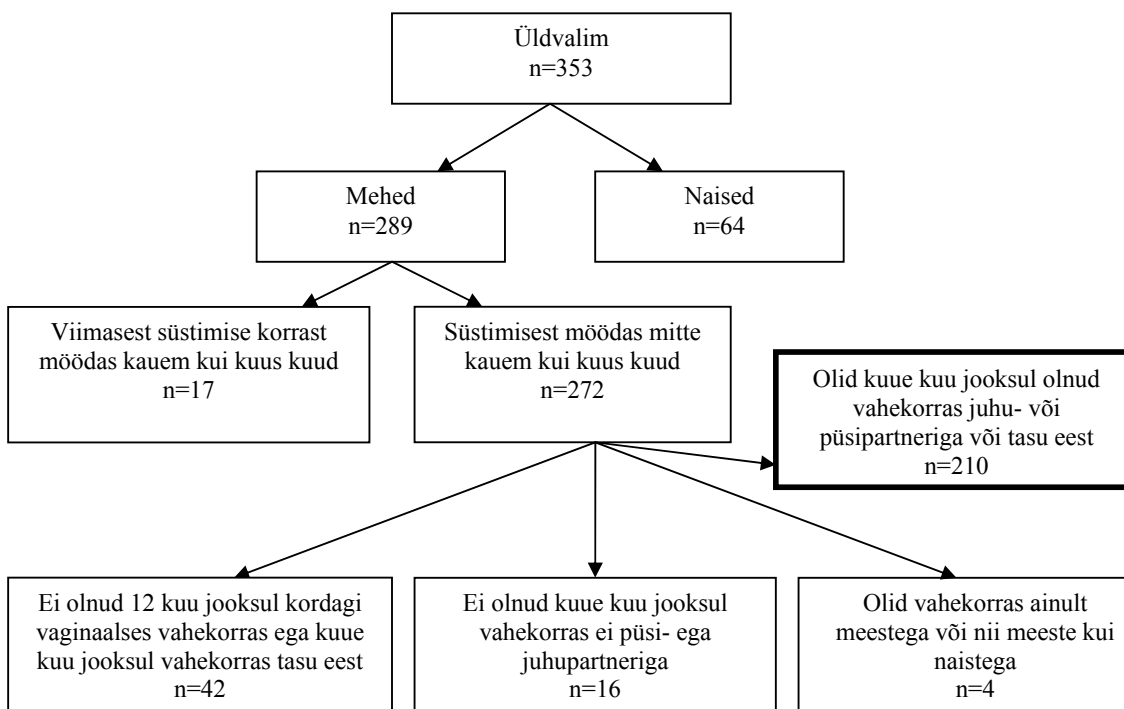 Üldvalim
n=353
Mehed
n=289
Naised
n=64
Viimasest süstimise korrast
möödas kauem kui kuus kuud
n=17
Süstimisest möödas mitte
kauem kui kuus kuud
n=272
Olid kuue kuu jooksul olnud
vahekorras juhu- või
püsipartneriga või tasu eest
n=210
Ei olnud 12 kuu jooksul kordagi
vaginaalses vahekorras ega kuue
kuu jooksul vahekorras tasu eest
n=42
Ei olnud kuue kuu jooksul
vahekorras ei püsi- ega
juhupartneriga
n=16
Olid vahekorras ainult
meestega või nii meeste kui
naistega
n=4